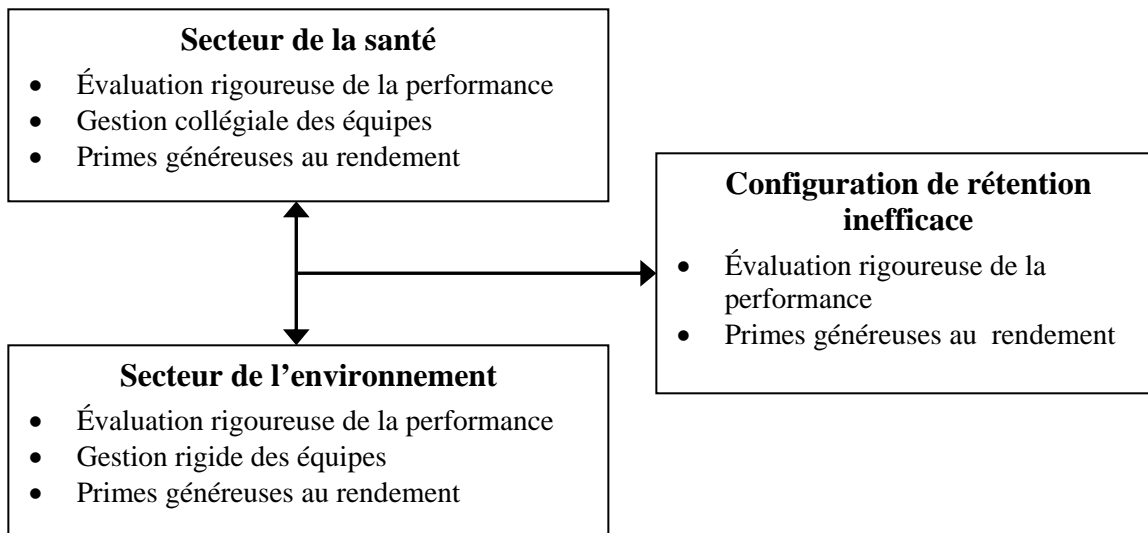 Secteur de la santé
• Évaluation rigoureuse de la performance
• Gestion collégiale des équipes
• Primes généreuses au rendement
Configuration de rétention
inefficace
• Évaluation rigoureuse de la
performance
• Primes généreuses au  rendement
Secteur de l’environnement
• Évaluation rigoureuse de la performance
• Gestion rigide des équipes
• Primes généreuses au rendement